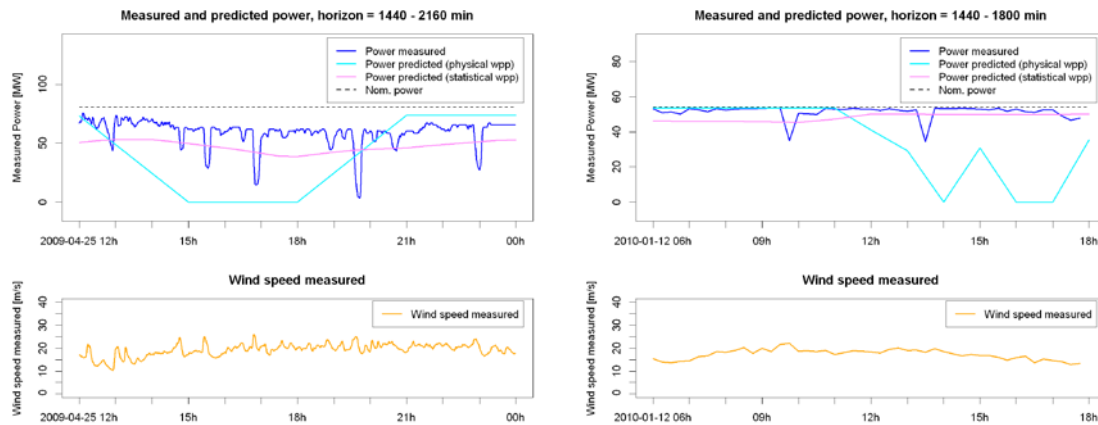 Measured and predicted power, horizon = 1440 - 2160 min
Measured Power [MW]
0
50
100
Power measured
Power predicted (physical wpp)
Power predicted (statistical wpp)
Nom. power
2009-04-25 12h
15h
18h
21h
00h
Measured and predicted power, horizon = 1440 - 1800 min
Measured Power [MW]
0
20
40
60
80
Power measured
Power predicted (physical wpp)
Power predicted (statistical wpp)
Nom. power
2010-01-12 06h
09h
12h
15h
18h
Wind speed measured
Wind speed measured [m/s]
0
10
20
30
40
Wind speed measured
2009-04-25 12h
15h
18h
21h
00h
Wind speed measured
Wind speed measured [m/s]
0
10
20
30
40
Wind speed measured
2010-01-12 06h
09h
12h
15h
18h